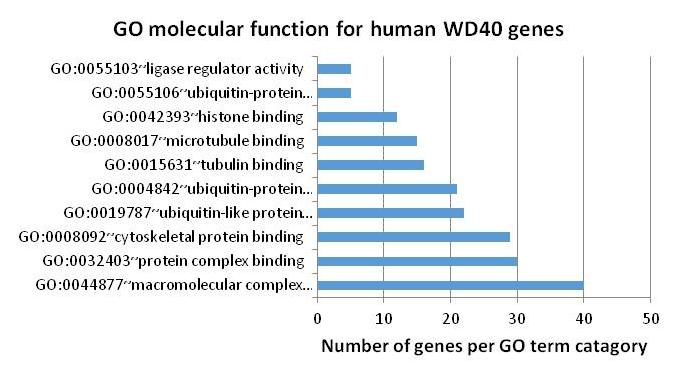 GO molecular function for human WD40 genes
GO:0055103~ligase regulator activity
GO:0055106~ubiquitin-protein...
GO:0042393~histone binding
GO:0008017~microtubule binding
GO:0015631~tubulin binding
GO:0004842~ubiquitin-protein...
GO:0019787~ubiquitin-like protein...
GO:0008092~cytoskeletal protein binding
GO:0032403~protein complex binding
GO:0044877~macromolecular complex...
0 10 20 30 40 50
Number of genes per GO term catagory